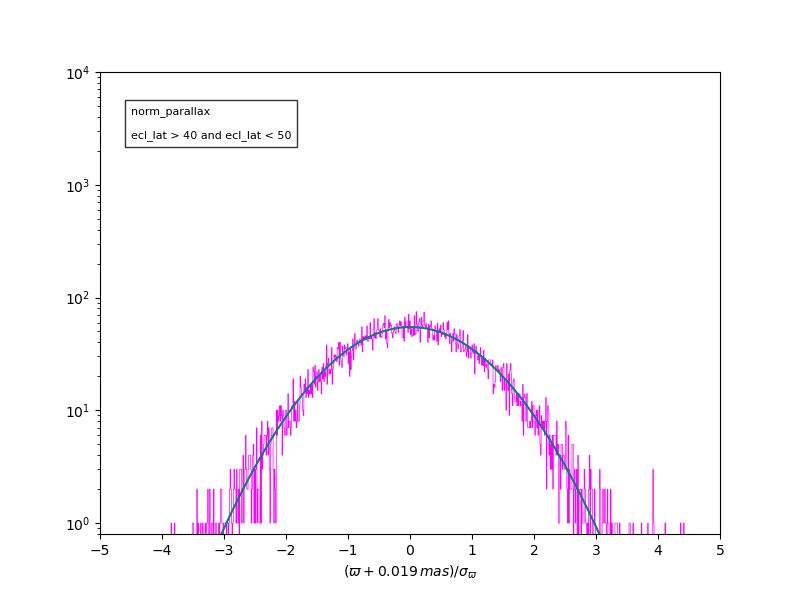 10⁴
norm_parallax
ecl_lat > 40 and ecl_lat < 50
10³
10²
10¹
10⁰
−5 −4 −3 −2 −1 0 1 2 3 4 5
(ϖ + 0.019 mas)/σ_ϖ